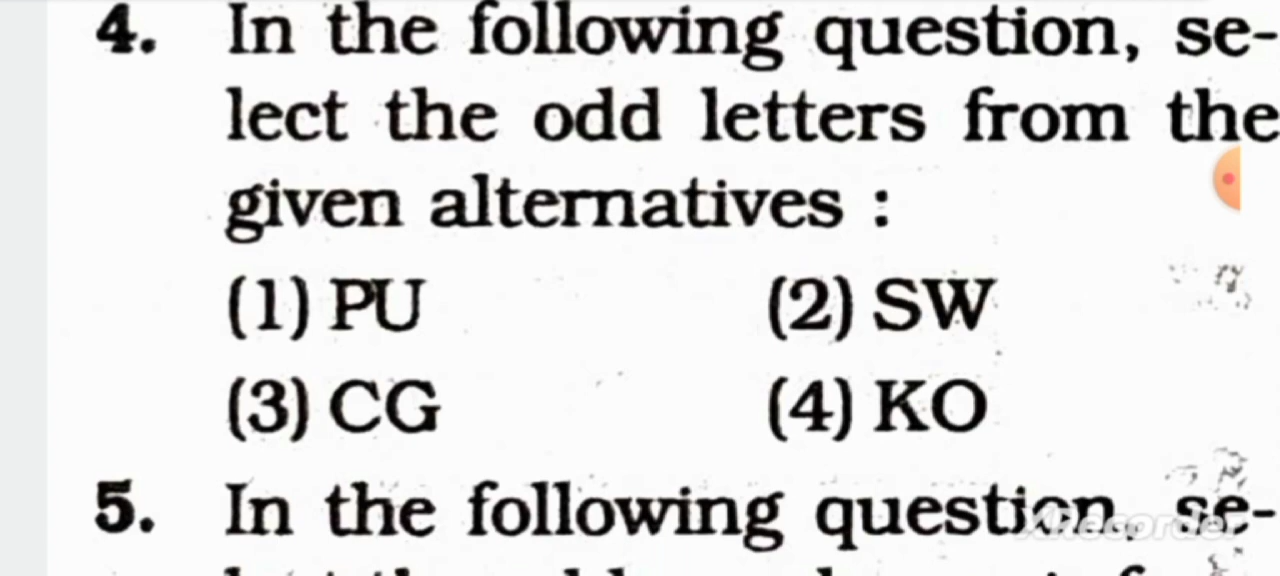 4. In the following question, se-
lect the odd letters from the
given alternatives :
(1) PU (2) SW
(3) CG (4) KO
5. In the following question, se-
XRecorder